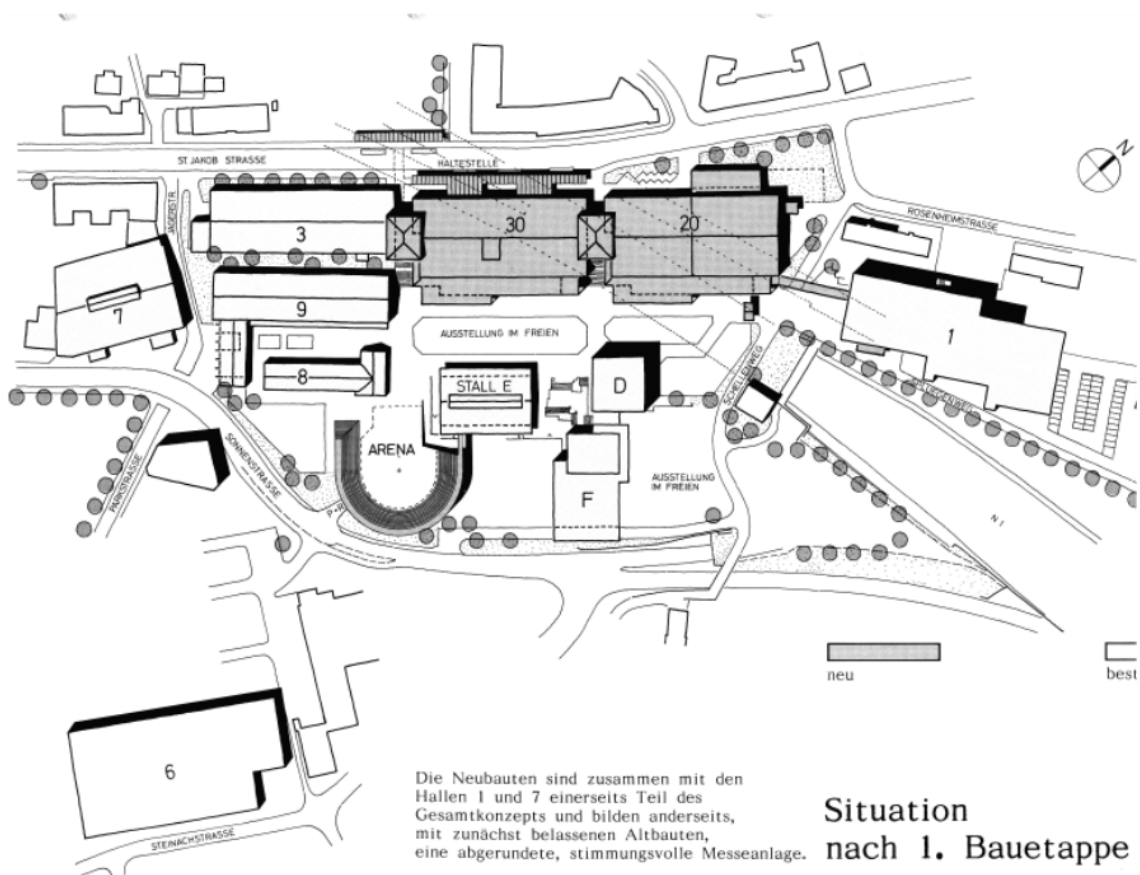 ST. JAKOB STRASSE
HALTESTELLE
N
JÄGERSTR.
ROSENHEIMSTRASSE
3
30
20
7
9
1
AUSSTELLUNG IM FREIEN
8
STALL E
D
ARENA
F
AUSSTELLUNG
IM FREIEN
SONNENSTRASSE
PARKSTRASSE
P+R
N 1
neu
best
6
STEINACHSTRASSE
Die Neubauten sind zusammen mit den
Hallen 1 und 7 einerseits Teil des
Gesamtkonzepts und bilden anderseits,
mit zunächst belassenen Altbauten,
eine abgerundete, stimmungsvolle Messeanlage.
Situation
nach 1. Bauetappe